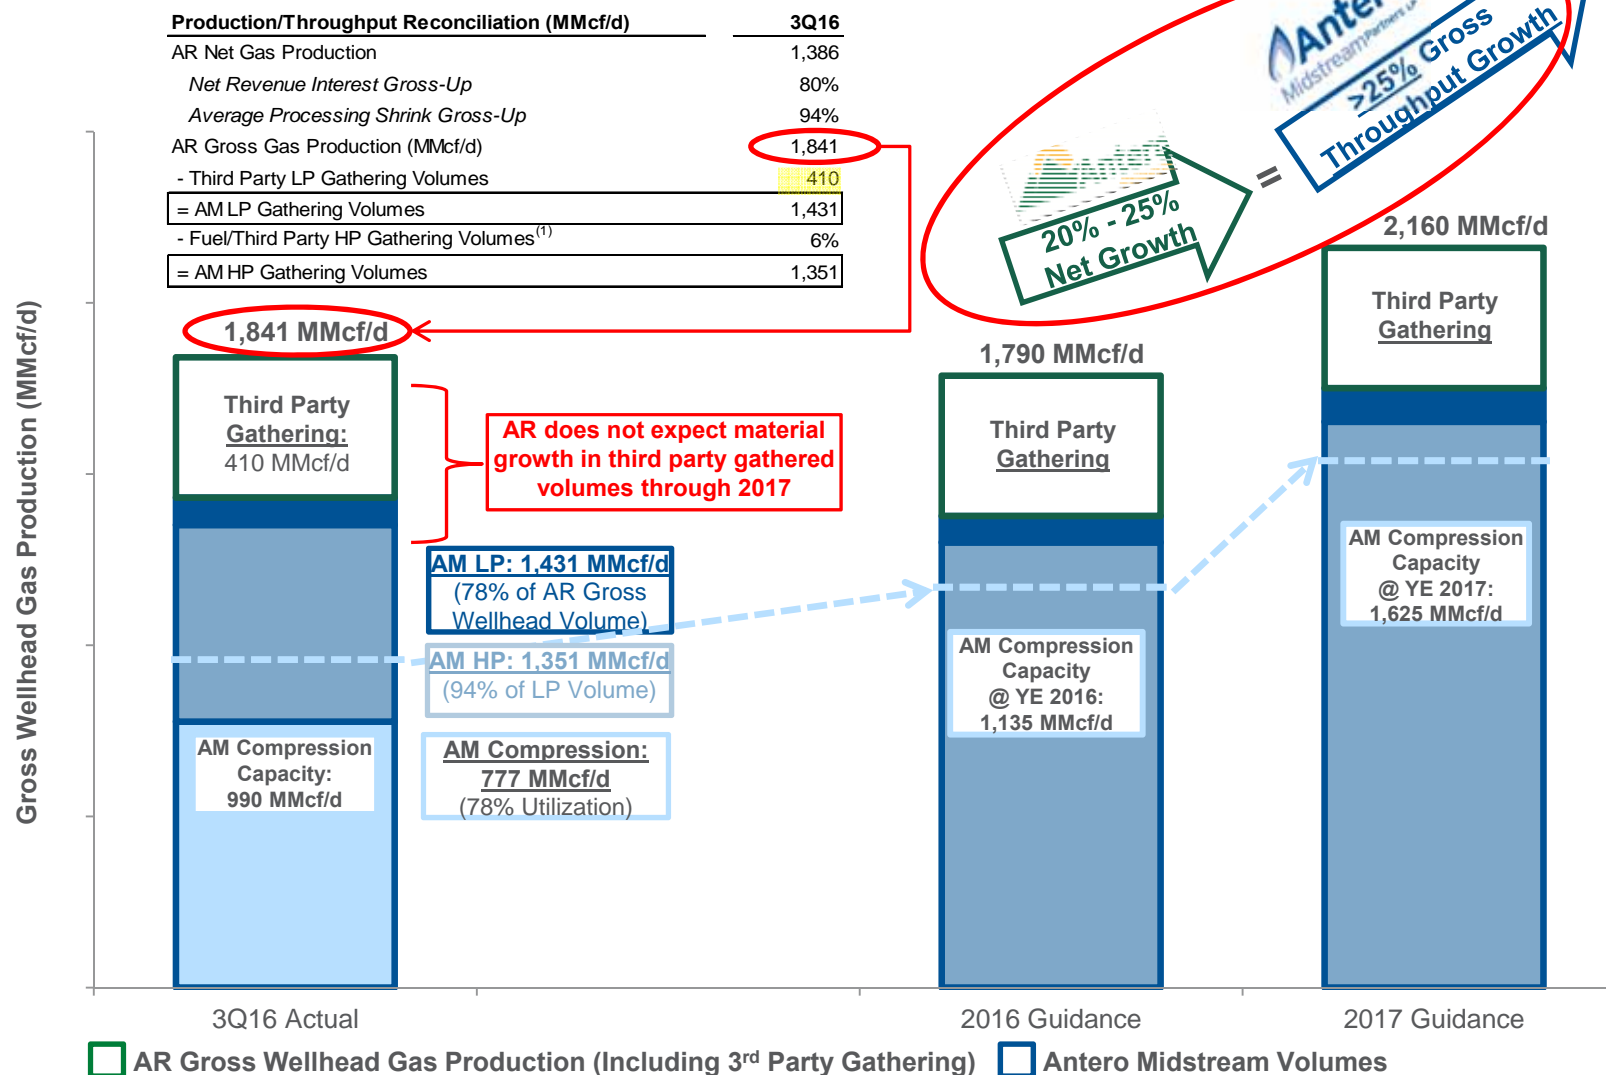 Production/Throughput Reconciliation (MMcf/d) 3Q16
AR Net Gas Production 1,386
Net Revenue Interest Gross-Up 80%
Average Processing Shrink Gross-Up 94%
AR Gross Gas Production (MMcf/d) 1,841
- Third Party LP Gathering Volumes 410
= AM LP Gathering Volumes 1,431
- Fuel/Third Party HP Gathering Volumes(1) 6%
= AM HP Gathering Volumes 1,351
Antero
20% - 25%
Net Growth
=
Midstream Partners LP
>25% Gross
Throughput Growth
Gross Wellhead Gas Production (MMcf/d)
1,841 MMcf/d
Third Party
Gathering:
410 MMcf/d
AR does not expect material
growth in third party gathered
volumes through 2017
AM LP: 1,431 MMcf/d
(78% of AR Gross
Wellhead Volume)
AM HP: 1,351 MMcf/d
(94% of LP Volume)
AM Compression
Capacity:
990 MMcf/d
AM Compression:
777 MMcf/d
(78% Utilization)
1,790 MMcf/d
Third Party
Gathering
AM Compression
Capacity
@ YE 2016:
1,135 MMcf/d
2,160 MMcf/d
Third Party
Gathering
AM Compression
Capacity
@ YE 2017:
1,625 MMcf/d
3Q16 Actual
2016 Guidance
2017 Guidance
AR Gross Wellhead Gas Production (Including 3rd Party Gathering)
Antero Midstream Volumes